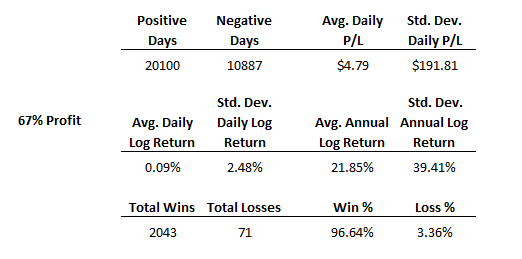 Positive Negative Avg. Daily Std. Dev.
Days Days P/L Daily P/L
20100 10887 $4.79 $191.81
Std. Dev. Std. Dev.
67% Profit Avg. Daily Daily Log Avg. Annual Annual Log
Log Return Return Log Return Return
0.09% 2.48% 21.85% 39.41%
Total Wins Total Losses Win % Loss %
2043 71 96.64% 3.36%